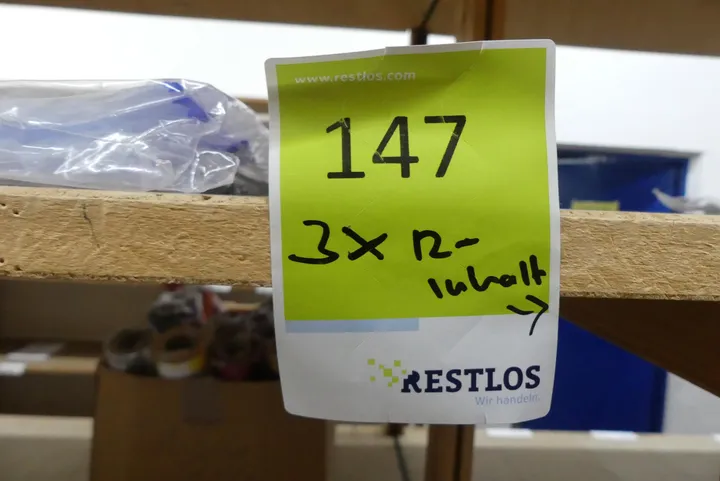 www.restlos.com
147
3x R-
Inhalt
→
RESTLOS
Wir handeln.